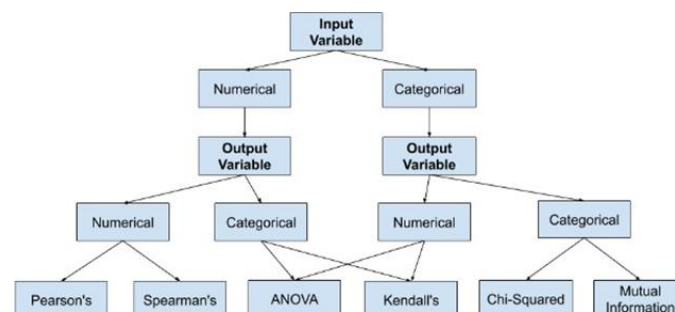 Input
Variable
Numerical
Categorical
Output
Variable
Output
Variable
Numerical
Categorical
Numerical
Categorical
Pearson's
Spearman's
ANOVA
Kendall's
Chi-Squared
Mutual
Information